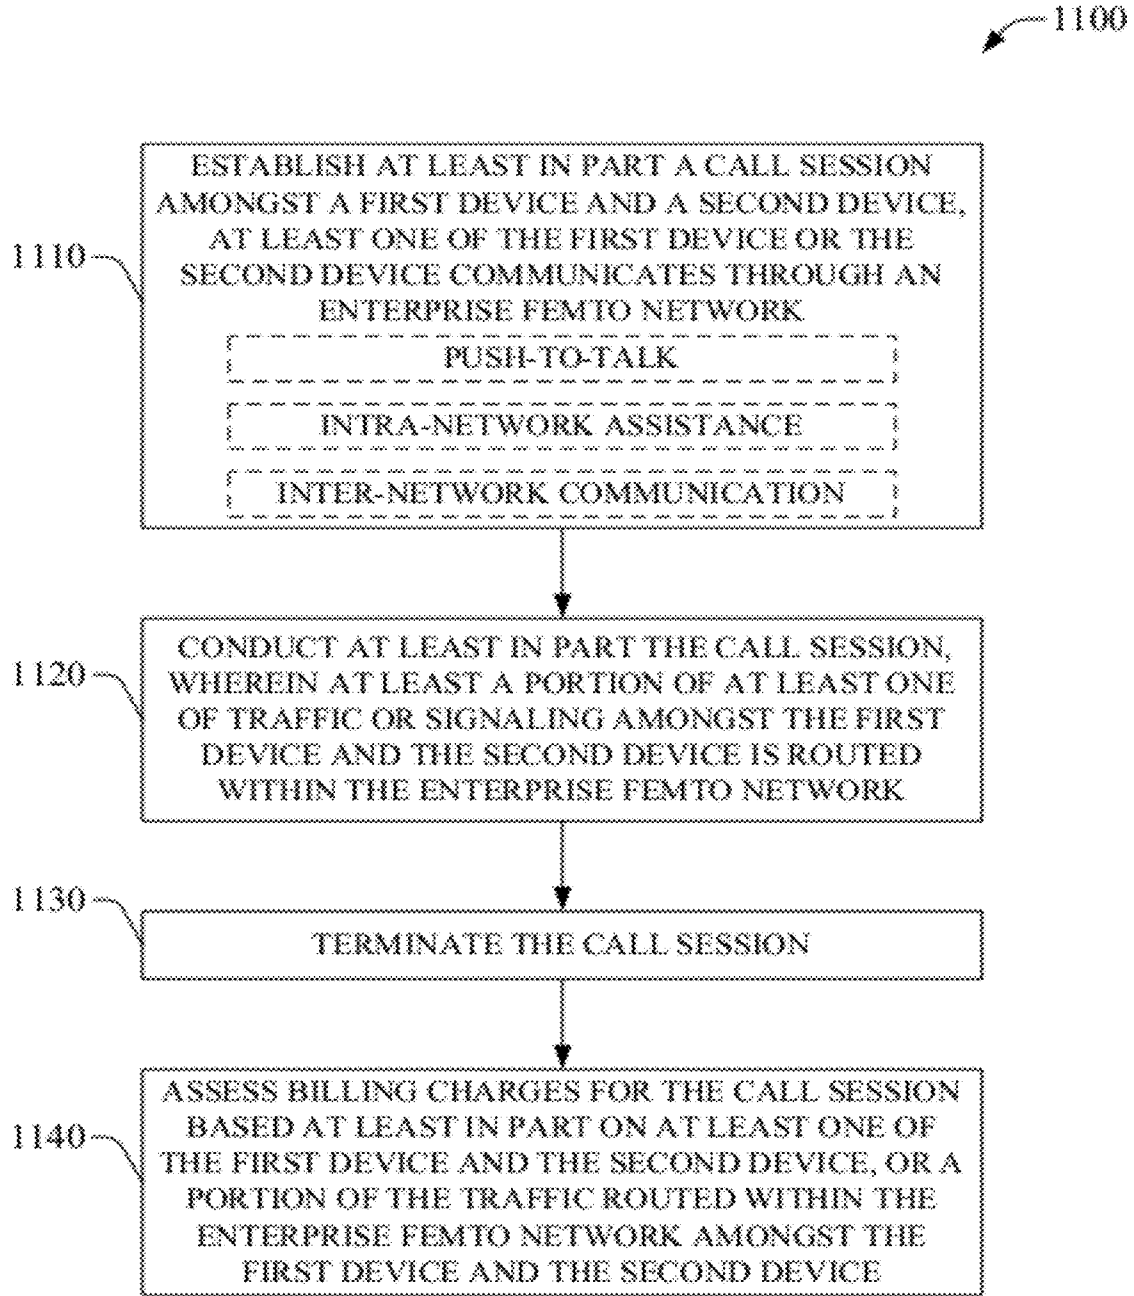 1100
1110
ESTABLISH AT LEAST IN PART A CALL SESSION
AMONGST A FIRST DEVICE AND A SECOND DEVICE,
AT LEAST ONE OF THE FIRST DEVICE OR THE
SECOND DEVICE COMMUNICATES THROUGH AN
ENTERPRISE FEMTO NETWORK
PUSH-TO-TALK
INTRA-NETWORK ASSISTANCE
INTER-NETWORK COMMUNICATION
1120
CONDUCT AT LEAST IN PART THE CALL SESSION,
WHEREIN AT LEAST A PORTION OF AT LEAST ONE
OF TRAFFIC OR SIGNALING AMONGST THE FIRST
DEVICE AND THE SECOND DEVICE IS ROUTED
WITHIN THE ENTERPRISE FEMTO NETWORK
1130
TERMINATE THE CALL SESSION
1140
ASSESS BILLING CHARGES FOR THE CALL SESSION
BASED AT LEAST IN PART ON AT LEAST ONE OF
THE FIRST DEVICE AND THE SECOND DEVICE, OR A
PORTION OF THE TRAFFIC ROUTED WITHIN THE
ENTERPRISE FEMTO NETWORK AMONGST THE
FIRST DEVICE AND THE SECOND DEVICE